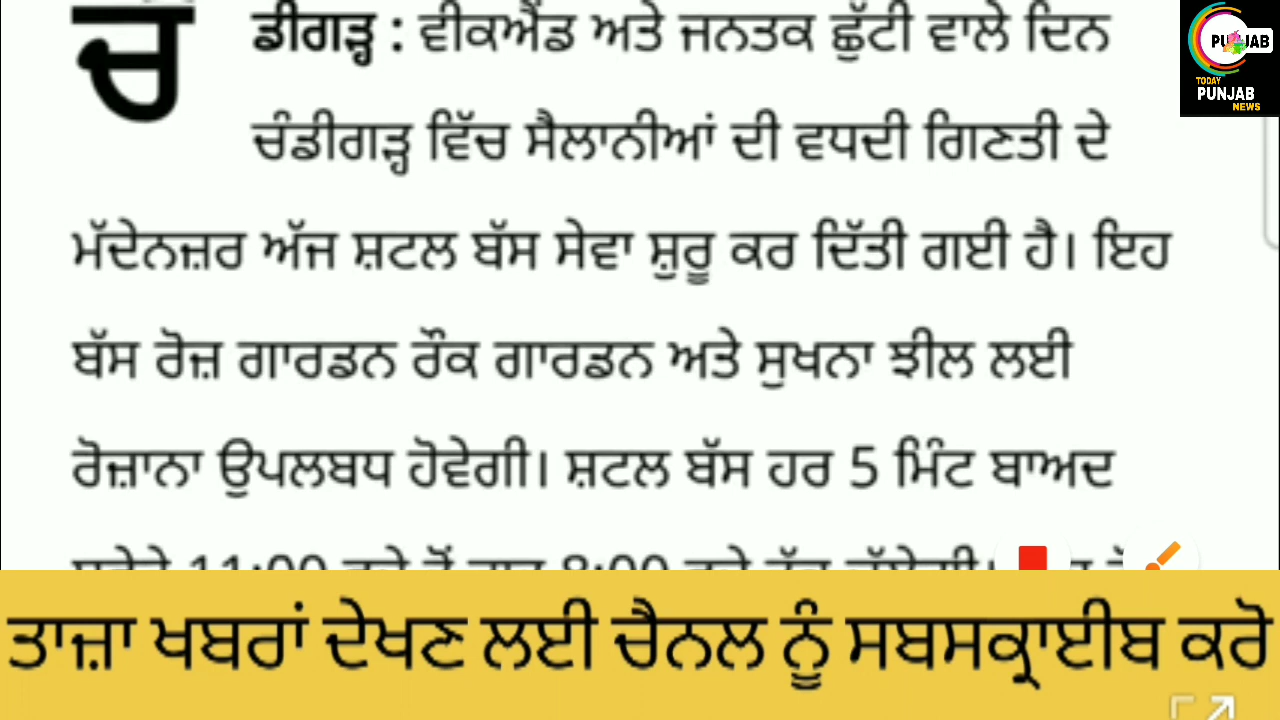 ਚੰਡੀਗੜ੍ਹ : ਵੀਕਐਂਡ ਅਤੇ ਜਨਤਕ ਛੁੱਟੀ ਵਾਲੇ ਦਿਨ
ਚੰਡੀਗੜ੍ਹ ਵਿੱਚ ਸੈਲਾਨੀਆਂ ਦੀ ਵਧਦੀ ਗਿਣਤੀ ਦੇ
ਮੱਦੇਨਜ਼ਰ ਅੱਜ ਸ਼ਟਲ ਬੱਸ ਸੇਵਾ ਸ਼ੁਰੂ ਕਰ ਦਿੱਤੀ ਗਈ ਹੈ। ਇਹ
ਬੱਸ ਰੋਜ਼ ਗਾਰਡਨ ਰੌਕ ਗਾਰਡਨ ਅਤੇ ਸੁਖਨਾ ਝੀਲ ਲਈ
ਰੋਜ਼ਾਨਾ ਉਪਲਬਧ ਹੋਵੇਗੀ। ਸ਼ਟਲ ਬੱਸ ਹਰ 5 ਮਿੰਟ ਬਾਅਦ
PUNJAB
TODAY
PUNJAB
NEWS
ਤਾਜ਼ਾ ਖਬਰਾਂ ਦੇਖਣ ਲਈ ਚੈਨਲ ਨੂੰ ਸਬਸਕ੍ਰਾਈਬ ਕਰੋ